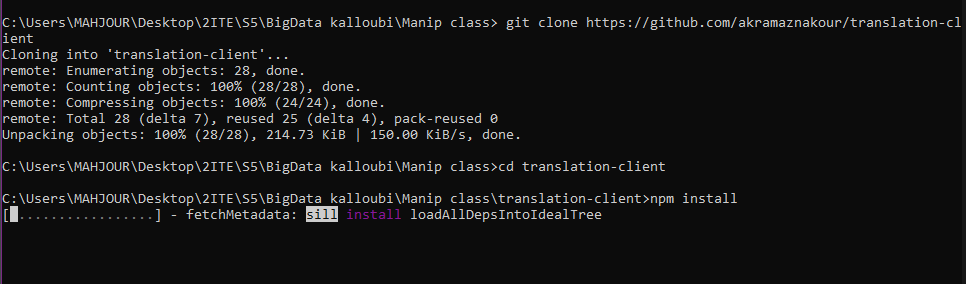 C:\Users\MAHJOUR\Desktop\2ITE\S5\BigData kalloubi\Manip class> git clone https://github.com/akramaznakour/translation-cl
ient
Cloning into 'translation-client'...
remote: Enumerating objects: 28, done.
remote: Counting objects: 100% (28/28), done.
remote: Compressing objects: 100% (24/24), done.
remote: Total 28 (delta 7), reused 25 (delta 4), pack-reused 0
Unpacking objects: 100% (28/28), 214.73 KiB | 150.00 KiB/s, done.
C:\Users\MAHJOUR\Desktop\2ITE\S5\BigData kalloubi\Manip class>cd translation-client
C:\Users\MAHJOUR\Desktop\2ITE\S5\BigData kalloubi\Manip class\translation-client>npm install
[.................] - fetchMetadata: sill install loadAllDepsIntoIdealTree